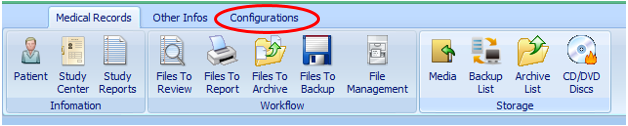 Medical Records Other Infos Configurations
Patient Study Center Study Reports Files To Review Files To Report Files To Archive Files To Backup File Management Media Backup List Archive List CD/DVD Discs
Infomation Workflow Storage